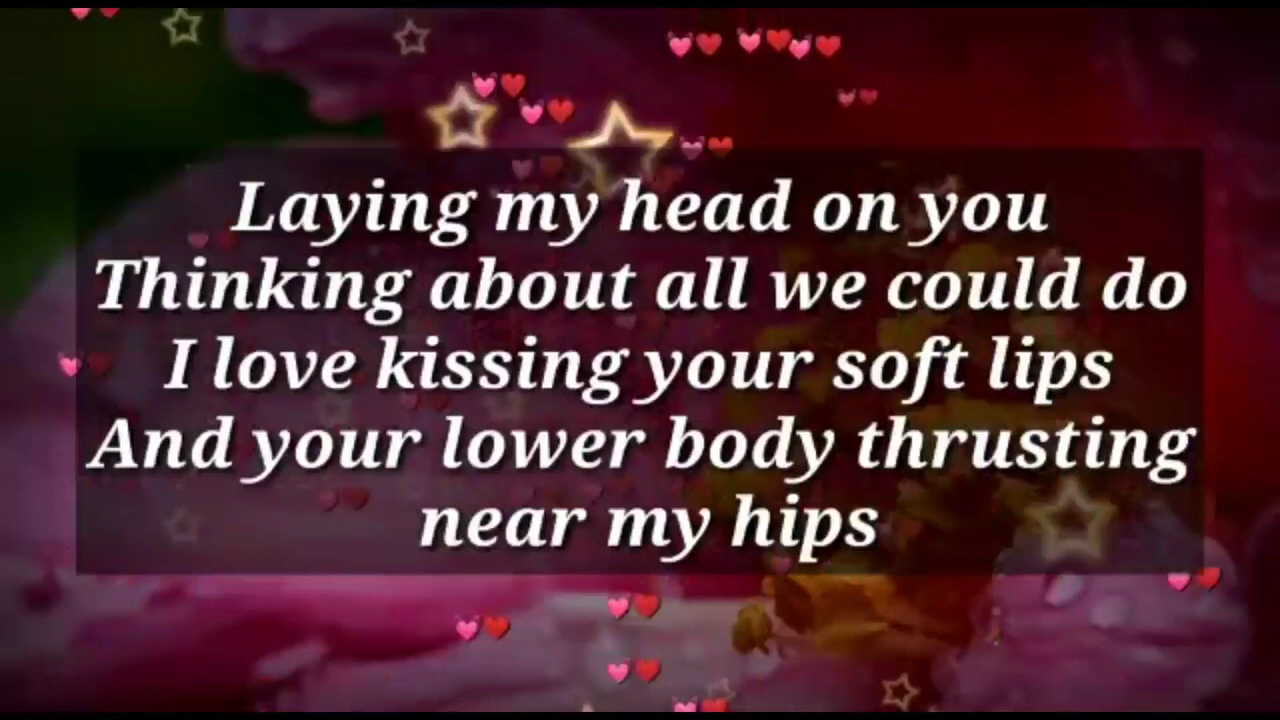 Laying my head on you
Thinking about all we could do
I love kissing your soft lips
And your lower body thrusting
near my hips